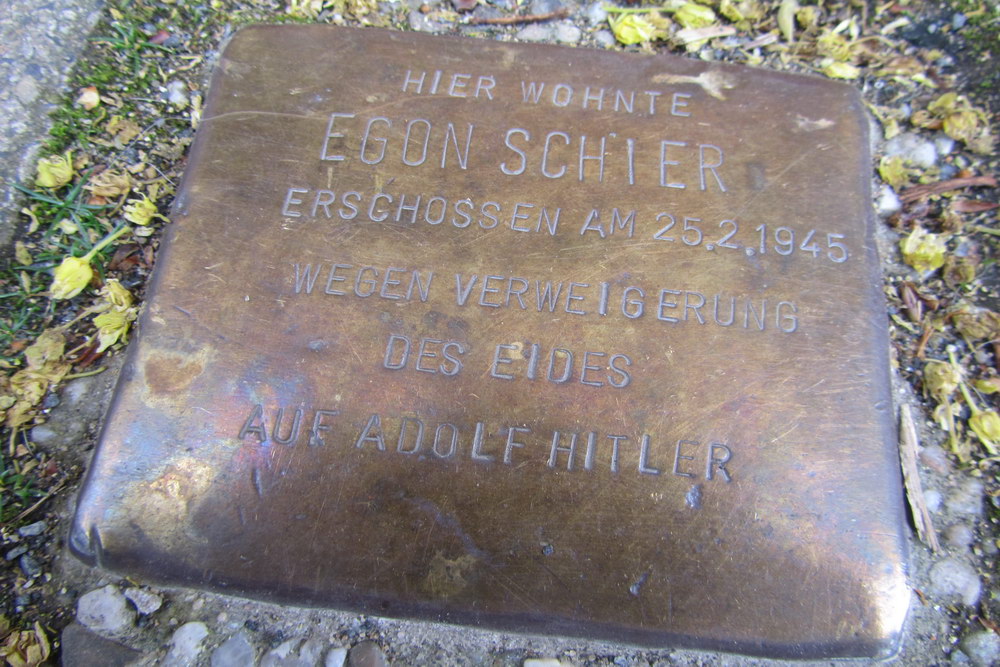 HIER WOHNTE
EGON SCHIER
ERSCHOSSEN AM 25.2.1945
WEGEN VERWEIGERUNG
DES EIDES
AUF ADOLF HITLER